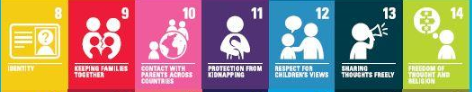 8
IDENTITY
9
KEEPING FAMILIES
TOGETHER
10
CONTACT WITH
PARENTS ACROSS
COUNTRIES
11
PROTECTION FROM
KIDNAPPING
12
RESPECT FOR
CHILDREN'S VIEWS
13
SHARING
THOUGHTS FREELY
14
FREEDOM OF
THOUGHT AND
RELIGION